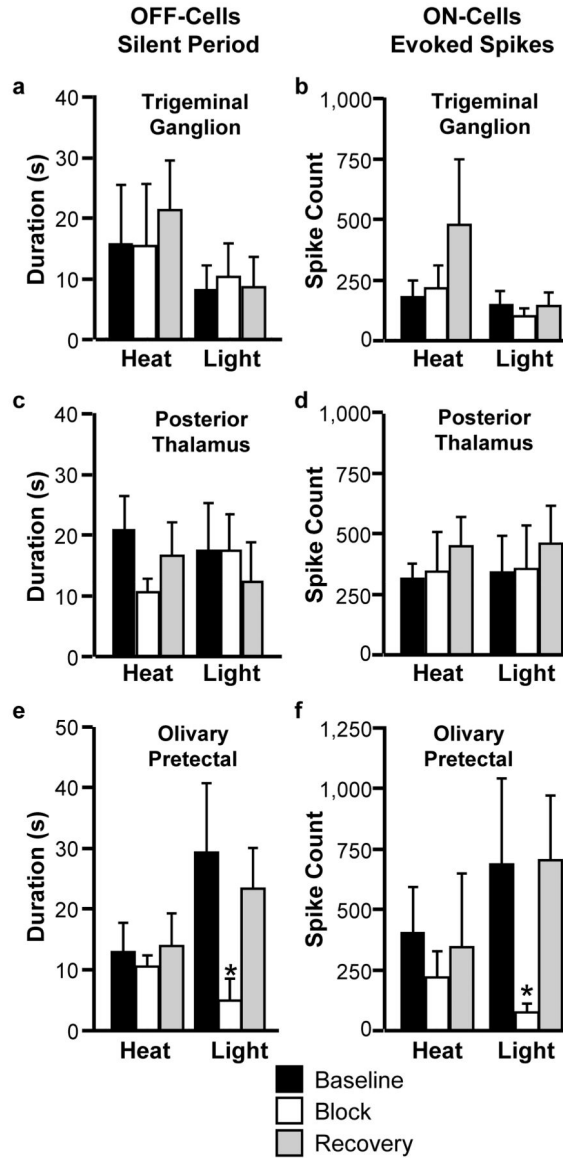 OFF-Cells
Silent Period
ON-Cells
Evoked Spikes
a
Trigeminal
Ganglion
Duration (s)
40
30
20
10
0
Heat
Light
b
Trigeminal
Ganglion
Spike Count
1,000
750
500
250
0
Heat
Light
c
Posterior
Thalamus
Duration (s)
40
30
20
10
0
Heat
Light
d
Posterior
Thalamus
Spike Count
1,000
750
500
250
0
Heat
Light
e
Olivary
Pretectal
Duration (s)
50
40
30
20
10
0
*
Heat
Light
f
Olivary
Pretectal
Spike Count
1,250
1,000
750
500
250
0
*
Heat
Light
Baseline
Block
Recovery